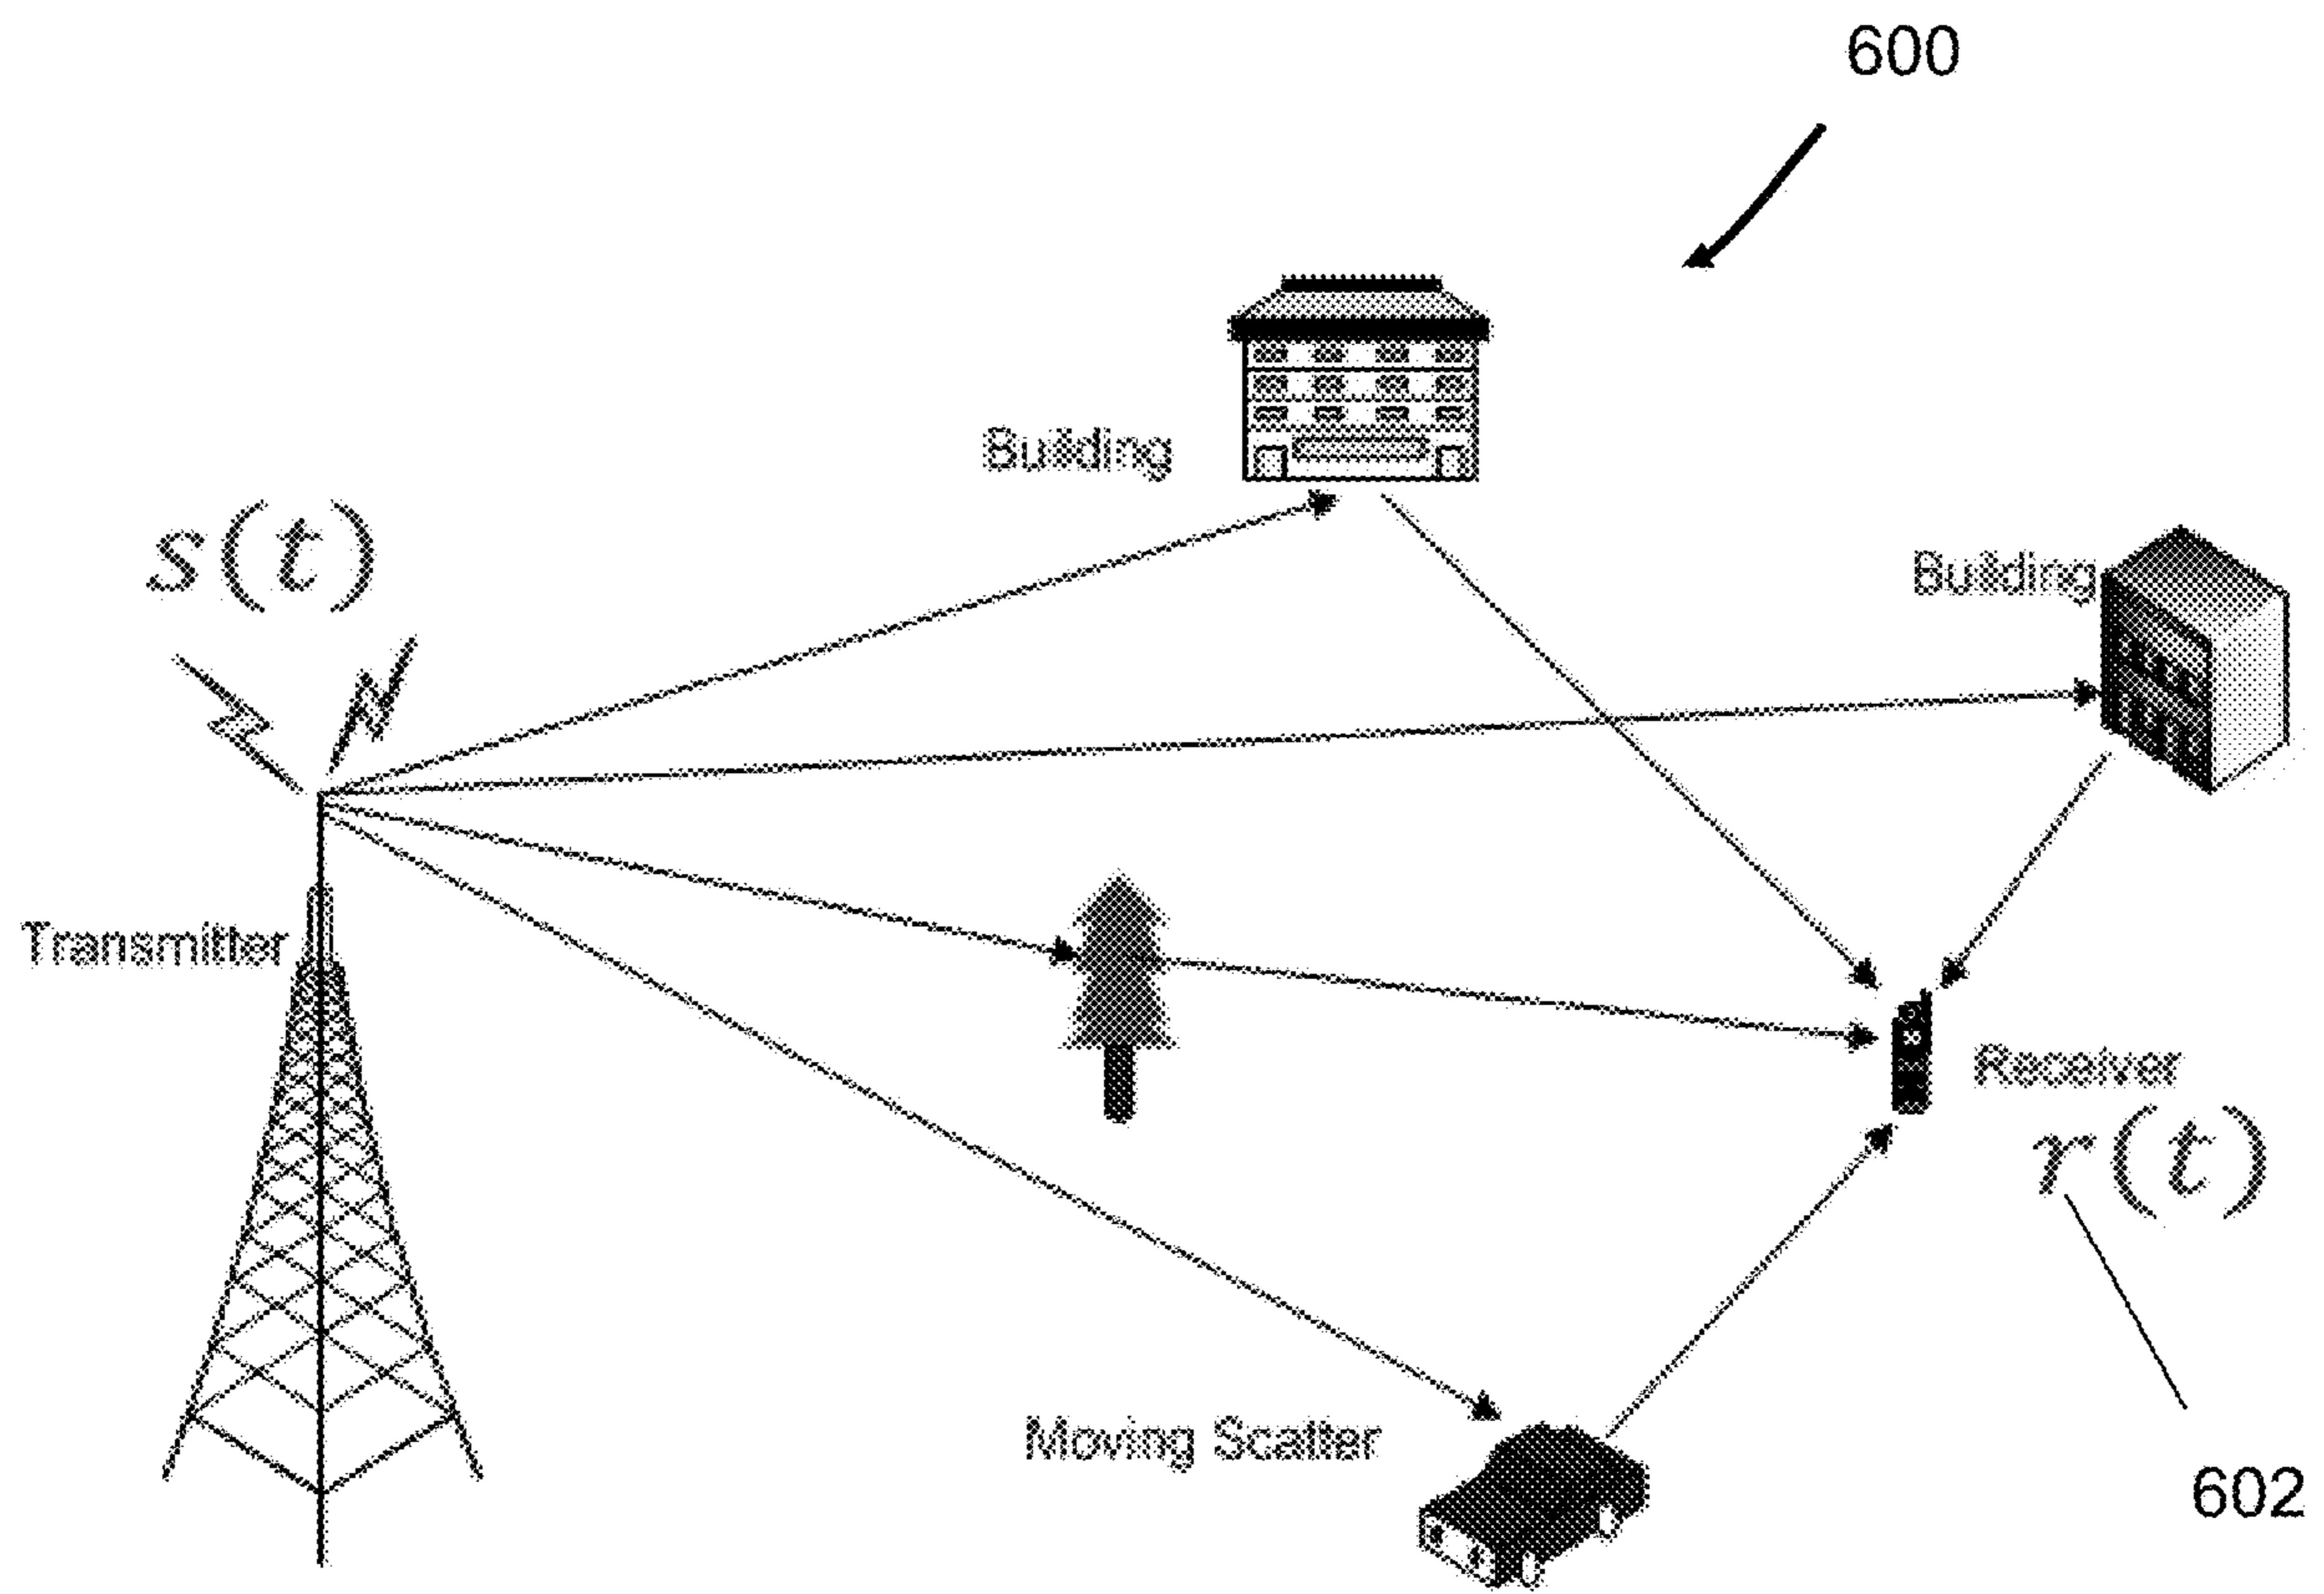 600
Building
s(t)
Building
Transmitter
Receiver
r(t)
Moving Scatter
602